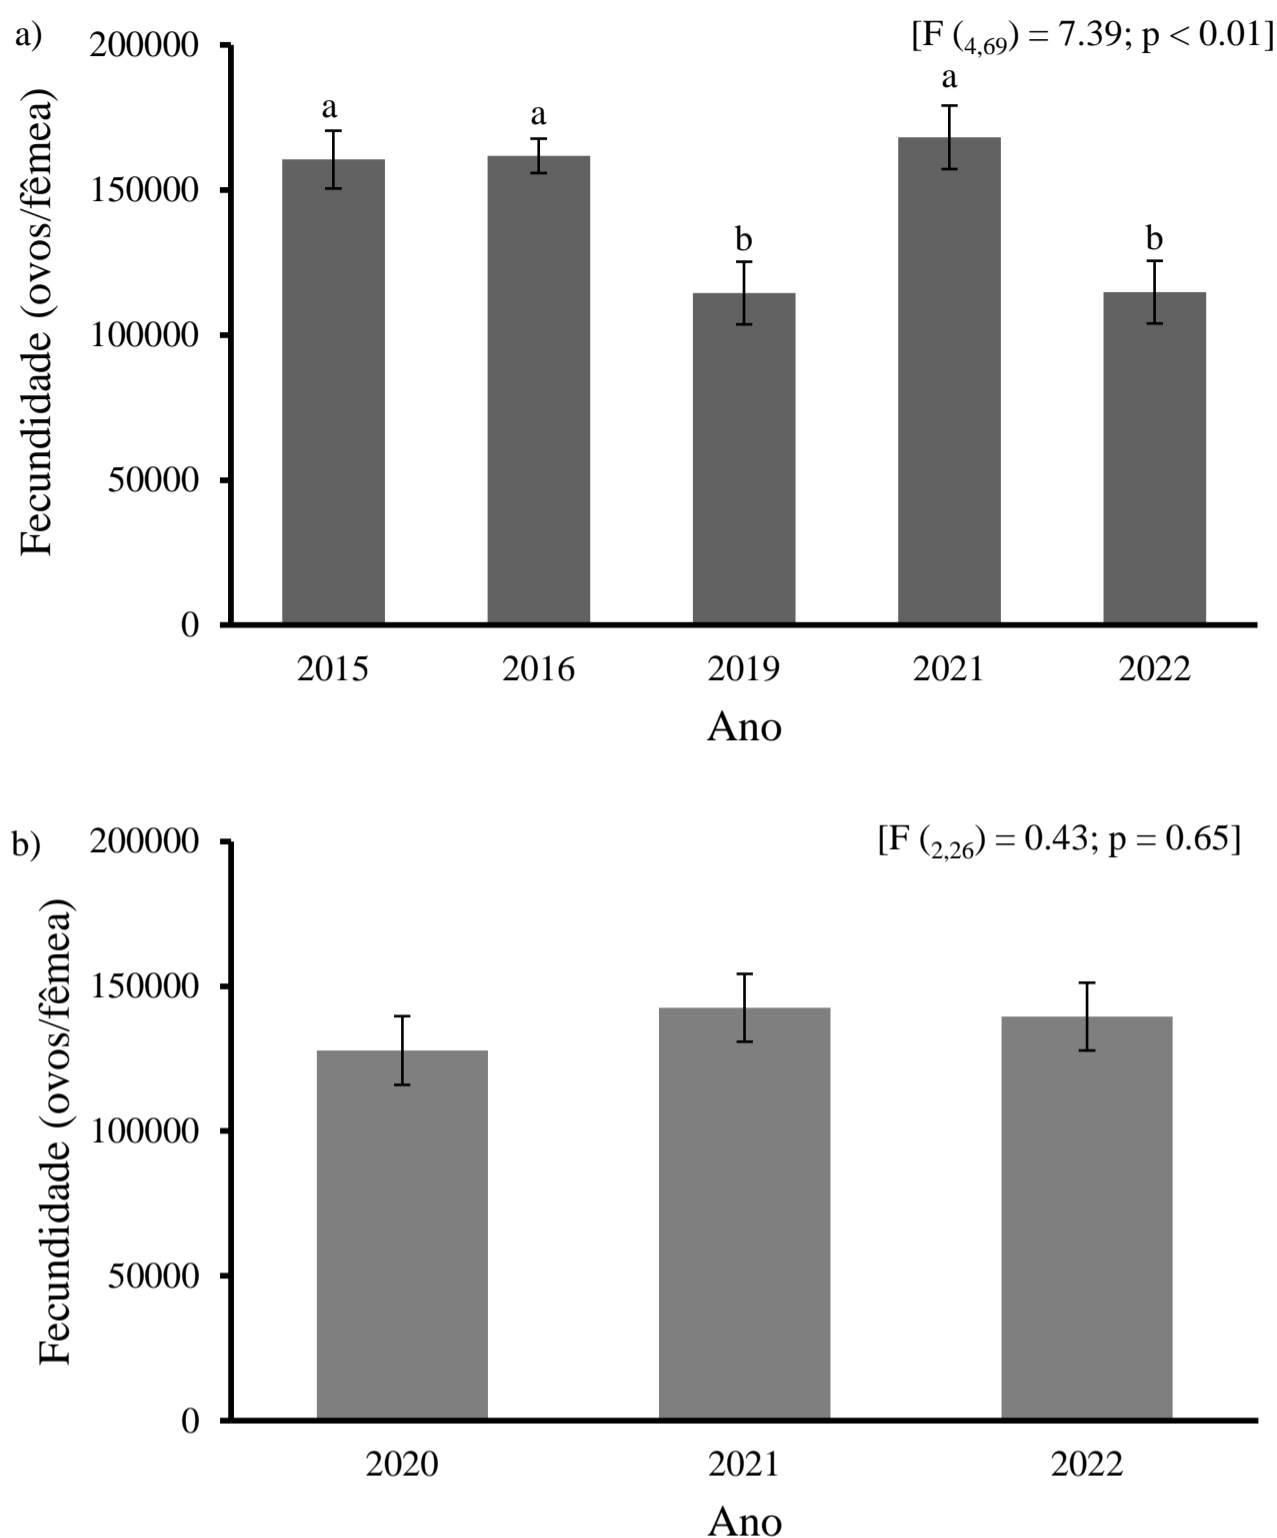 a)
[F (4,69) = 7.39; p < 0.01]
Fecundidade (ovos/fêmea)
200000
150000
100000
50000
0
a
a
b
a
b
2015 2016 2019 2021 2022
Ano
b)
[F (2,26) = 0.43; p = 0.65]
Fecundidade (ovos/fêmea)
200000
150000
100000
50000
0
2020 2021 2022
Ano